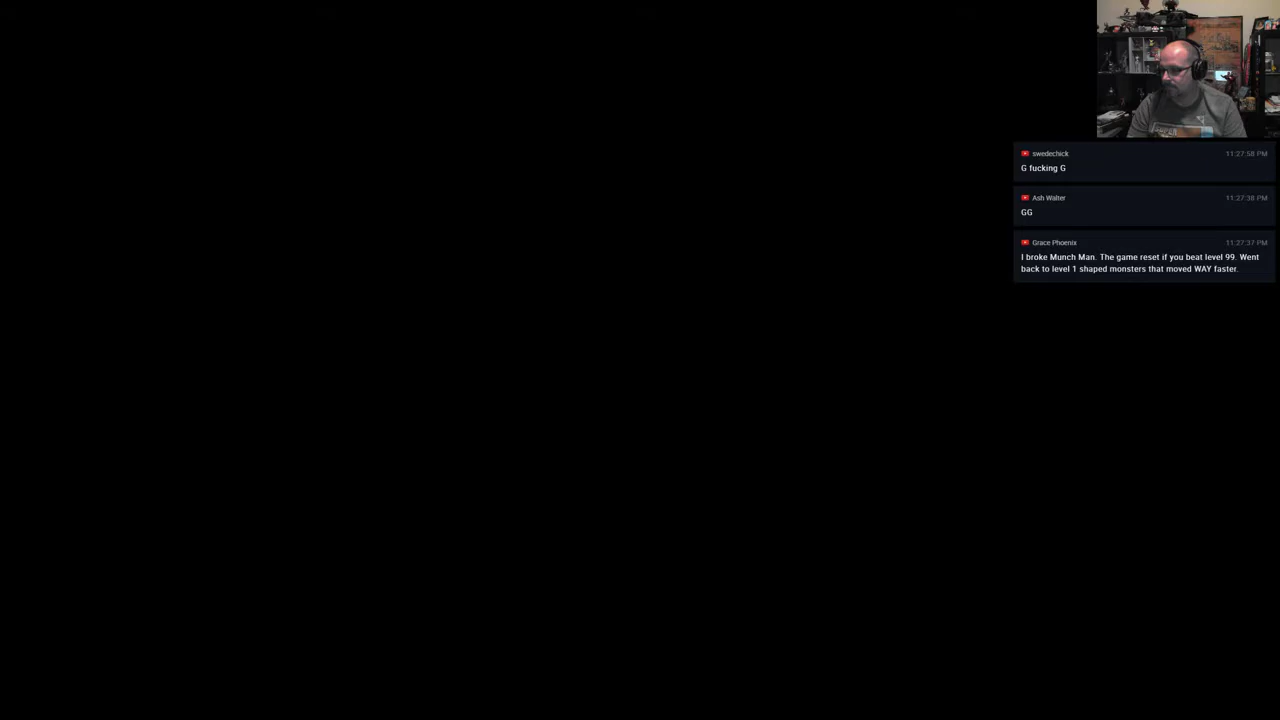 SUPER
swedechick 11:27:58 PM
G fucking G
Ash Walter 11:27:38 PM
GG
Grace Phoenix 11:27:37 PM
I broke Munch Man. The game reset if you beat level 99. Went
back to level 1 shaped monsters that moved WAY faster.